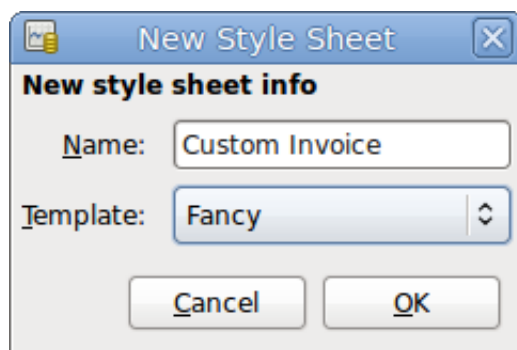 New Style Sheet
New style sheet info
Name: Custom Invoice
Template: Fancy
Cancel OK